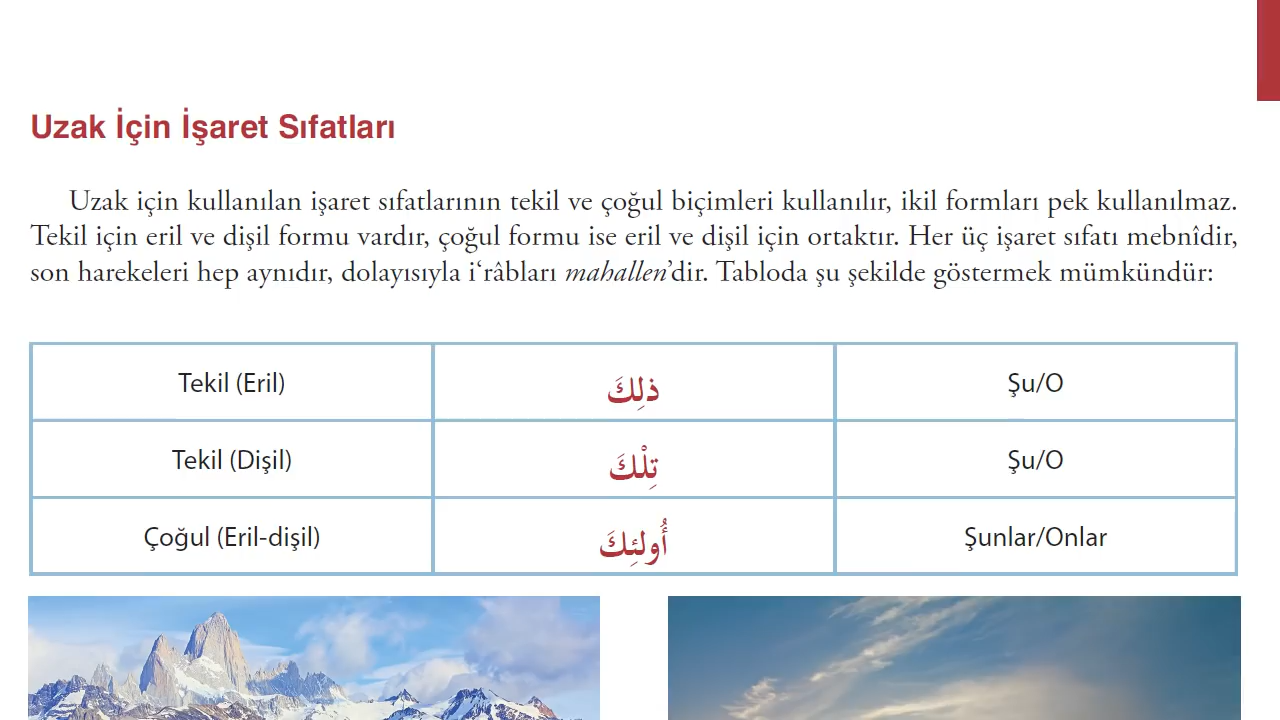 Uzak İçin İşaret Sıfatları
Uzak için kullanılan işaret sıfatlarının tekil ve çoğul biçimleri kullanılır, ikil formları pek kullanılmaz.
Tekil için eril ve dişil formu vardır, çoğul formu ise eril ve dişil için ortaktır. Her üç işaret sıfatı mebnîdir,
son harekeleri hep aynıdır, dolayısıyla i‘râbları mahallen’dir. Tabloda şu şekilde göstermek mümkündür:
Tekil (Eril) ذلِكَ Şu/O
Tekil (Dişil) تِلْكَ Şu/O
Çoğul (Eril-dişil) أُولئِكَ Şunlar/Onlar